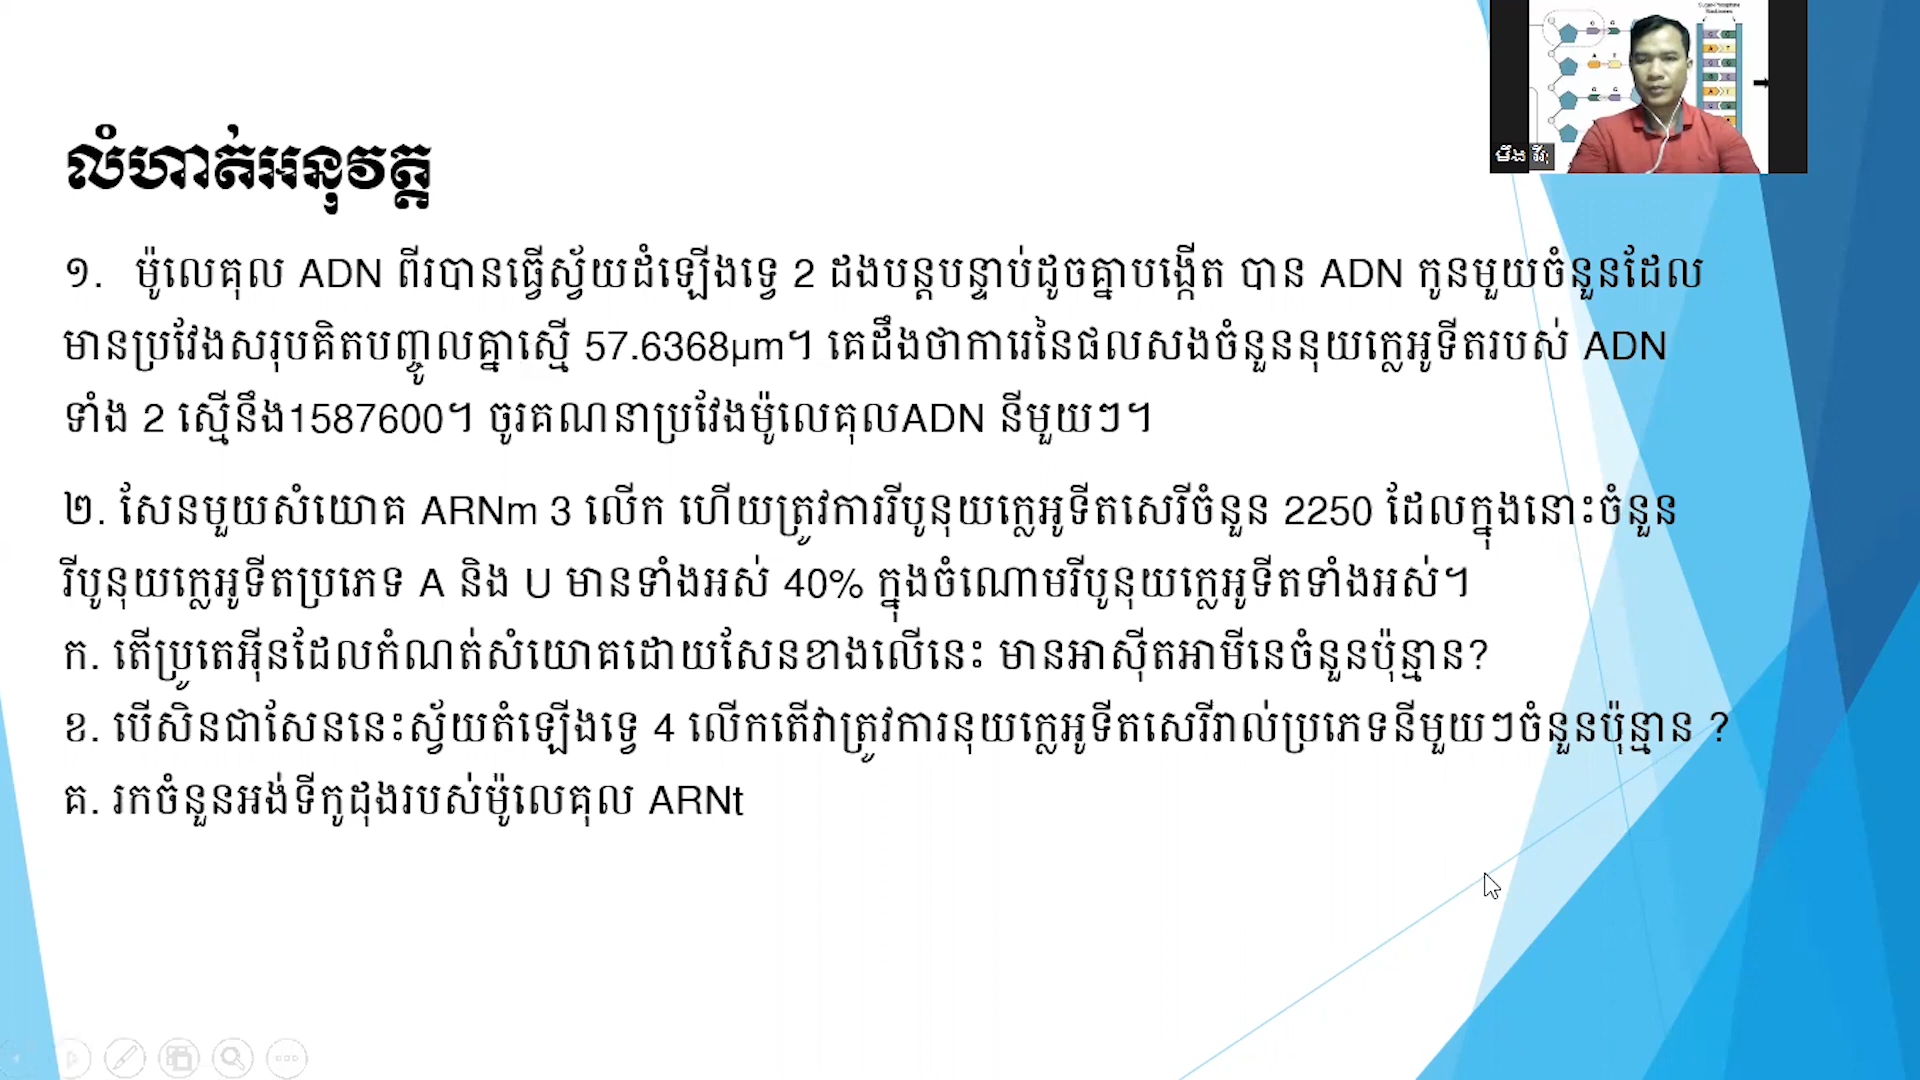 Sugar-Phosphate
Backbones
លំហាត់អនុវត្ត
១. ម៉ូលេគុល ADN ពីរបានធ្វើស្វ័យដំឡើងទ្វេ 2 ដងបន្តបន្ទាប់ដូចគ្នាបង្កើត បាន ADN កូនមួយចំនួនដែល
មានប្រវែងសរុបគិតបញ្ចូលគ្នាស្មើ 57.6368µm។ គេដឹងថាការេនៃផលសងចំនួននុយក្លេអូទីតរបស់ ADN
ទាំង 2 ស្មើនឹង1587600។ ចូរគណនាប្រវែងម៉ូលេគុលADN នីមួយៗ។
២. សែនមួយសំយោគ ARNm 3 លើក ហើយត្រូវការរីបូនុយក្លេអូទីតសេរីចំនួន 2250 ដែលក្នុងនោះចំនួន
រីបូនុយក្លេអូទីតប្រភេទ A និង U មានទាំងអស់ 40% ក្នុងចំណោមរីបូនុយក្លេអូទីតទាំងអស់។
ក. តើប្រូតេអ៊ីនដែលកំណត់សំយោគដោយសែនខាងលើនេះ មានអាស៊ីតអាមីនេចំនួនប៉ុន្មាន?
ខ. បើសិនជាសែននេះស្វ័យតំឡើងទ្វេ 4 លើកតើវាត្រូវការនុយក្លេអូទីតសេរីរាល់ប្រភេទនីមួយៗចំនួនប៉ុន្មាន ?
គ. រកចំនួនអង់ទីកូដុងរបស់ម៉ូលេគុល ARNt